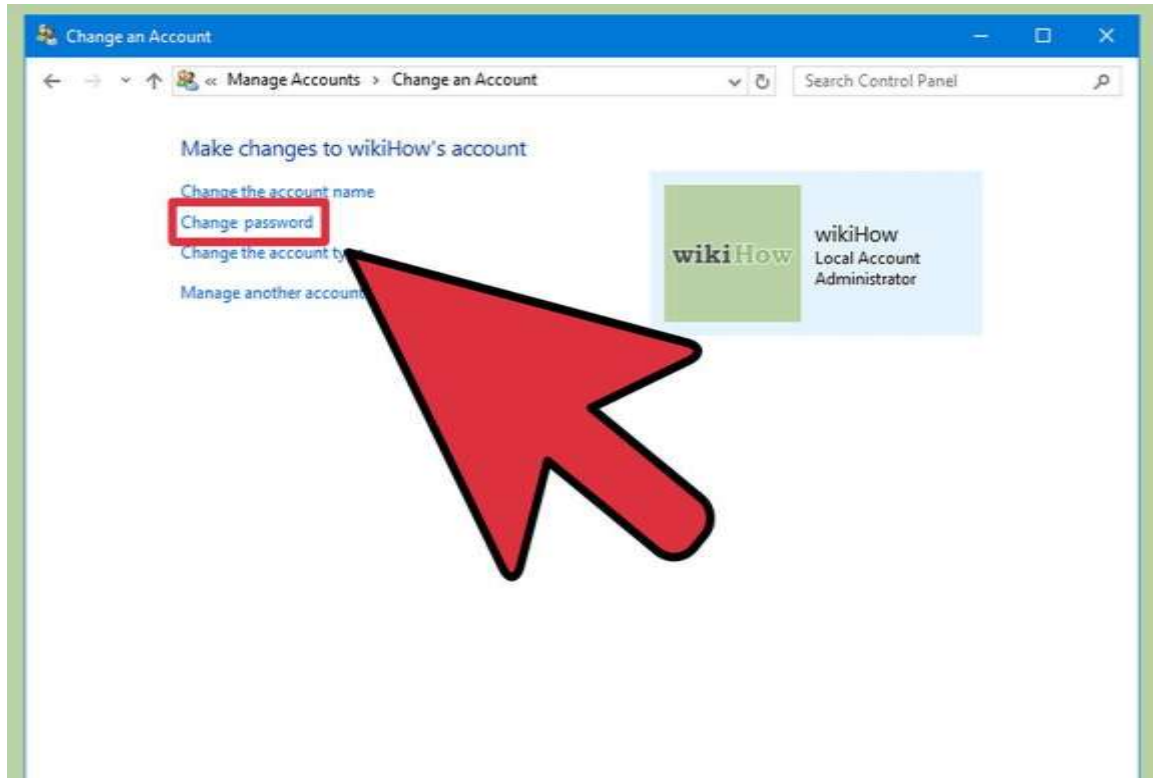 Change an Account
« Manage Accounts > Change an Account
Search Control Panel
Make changes to wikiHow's account
Change the account name
Change password
Change the account
Manage another account
wikiHow
wikiHow
Local Account
Administrator